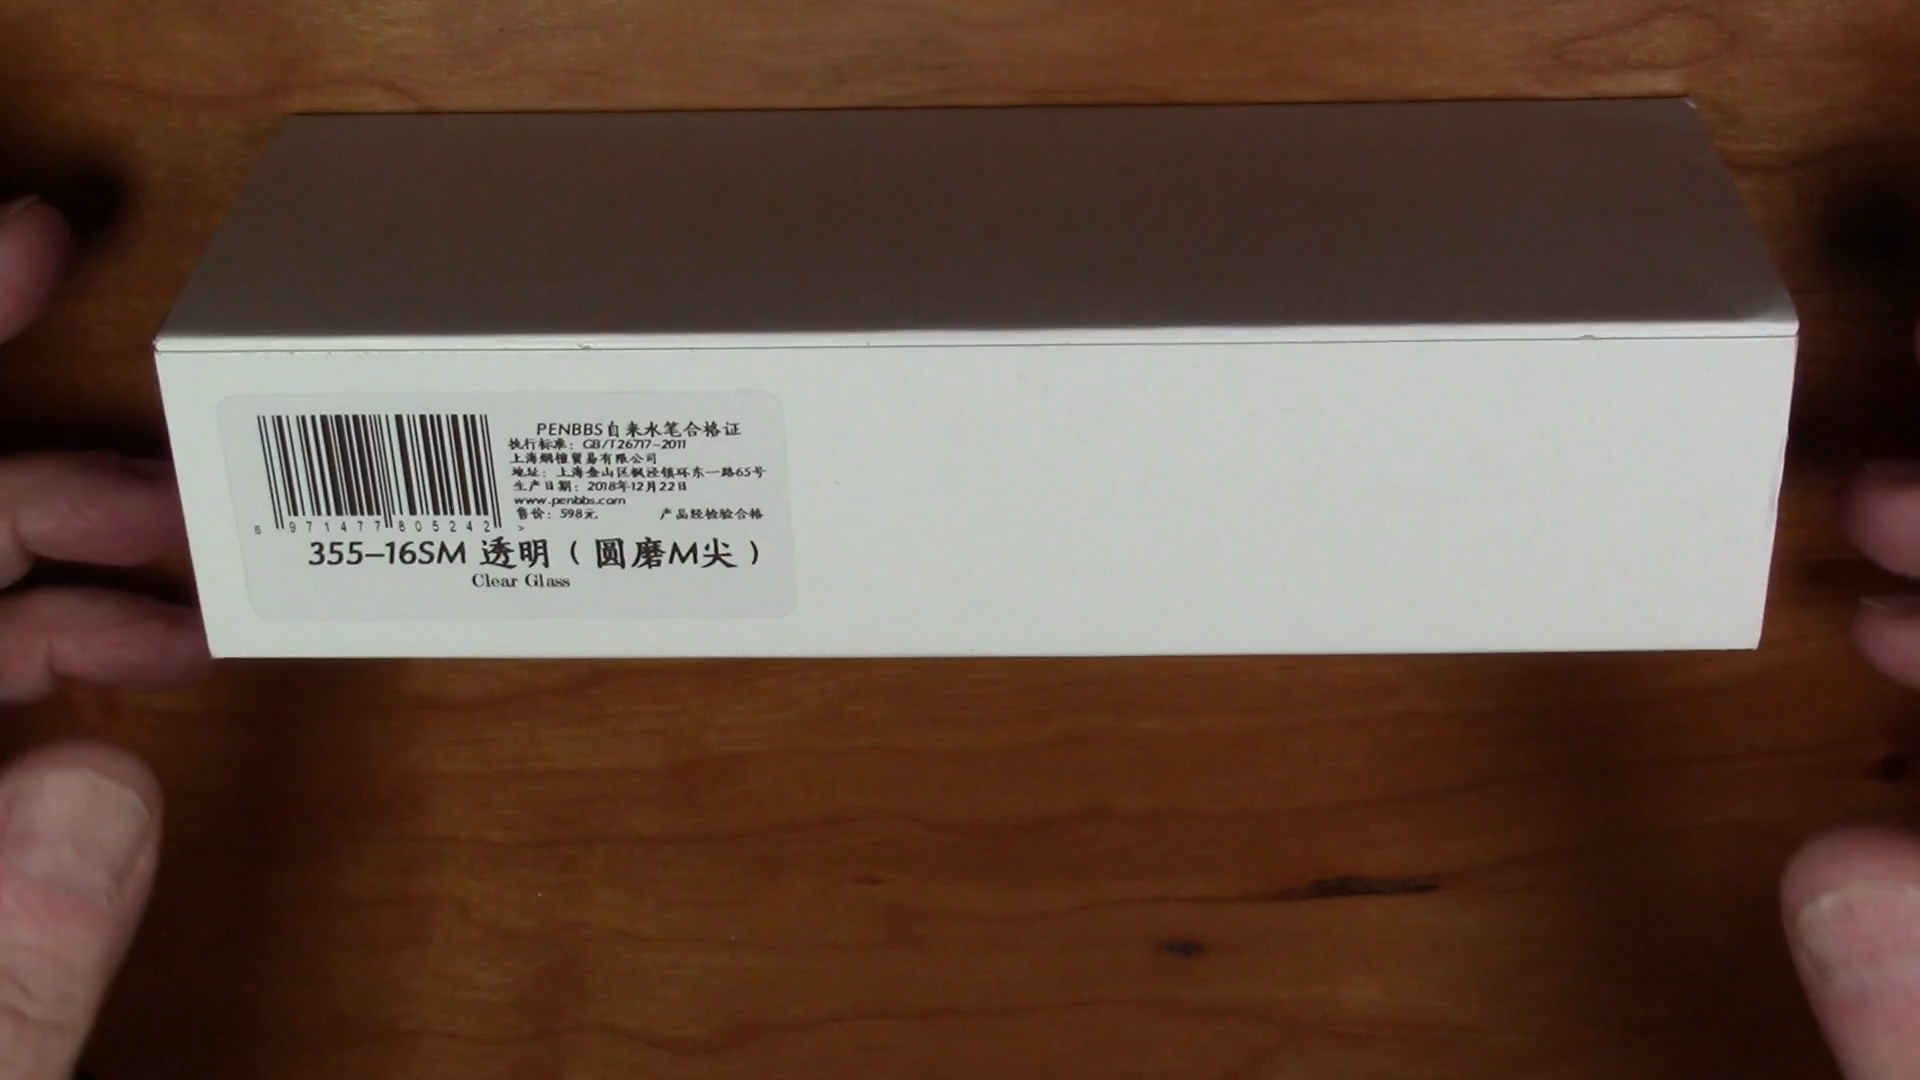 PENBBS自来水笔合格证
执行标准：GB/T26717-2011
上海烟楦贸易有限公司
地址：上海金山区枫泾镇环东一路65号
生产日期：2018年12月22日
www.penbbs.com
售价：598元 产品经检验合格
6 971477 805242 >
355-16SM 透明（圆磨M尖）
Clear Glass